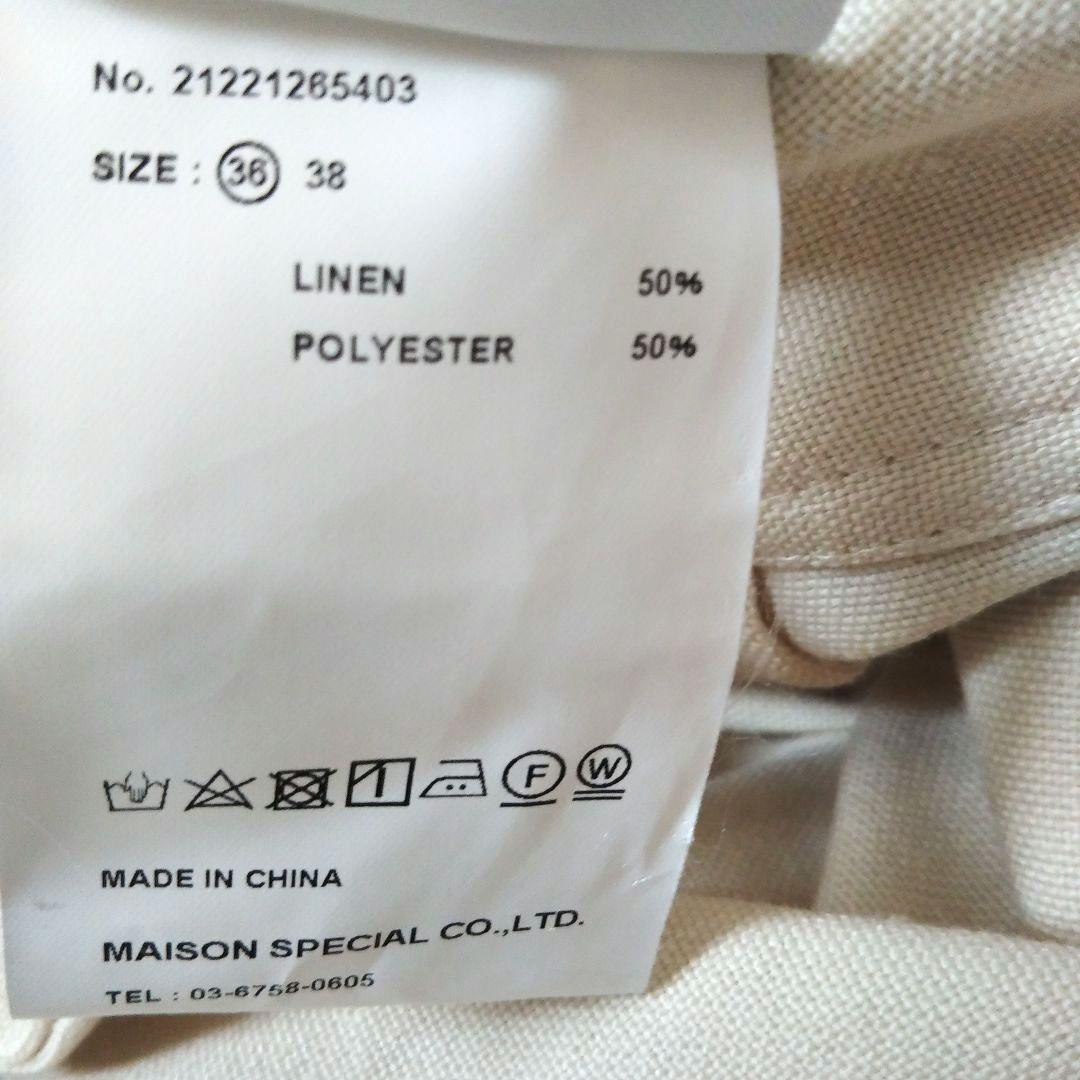 No. 21221265403
SIZE : 36 38
LINEN 50%
POLYESTER 50%
F W
MADE IN CHINA
MAISON SPECIAL CO.,LTD.
TEL : 03-6758-0605